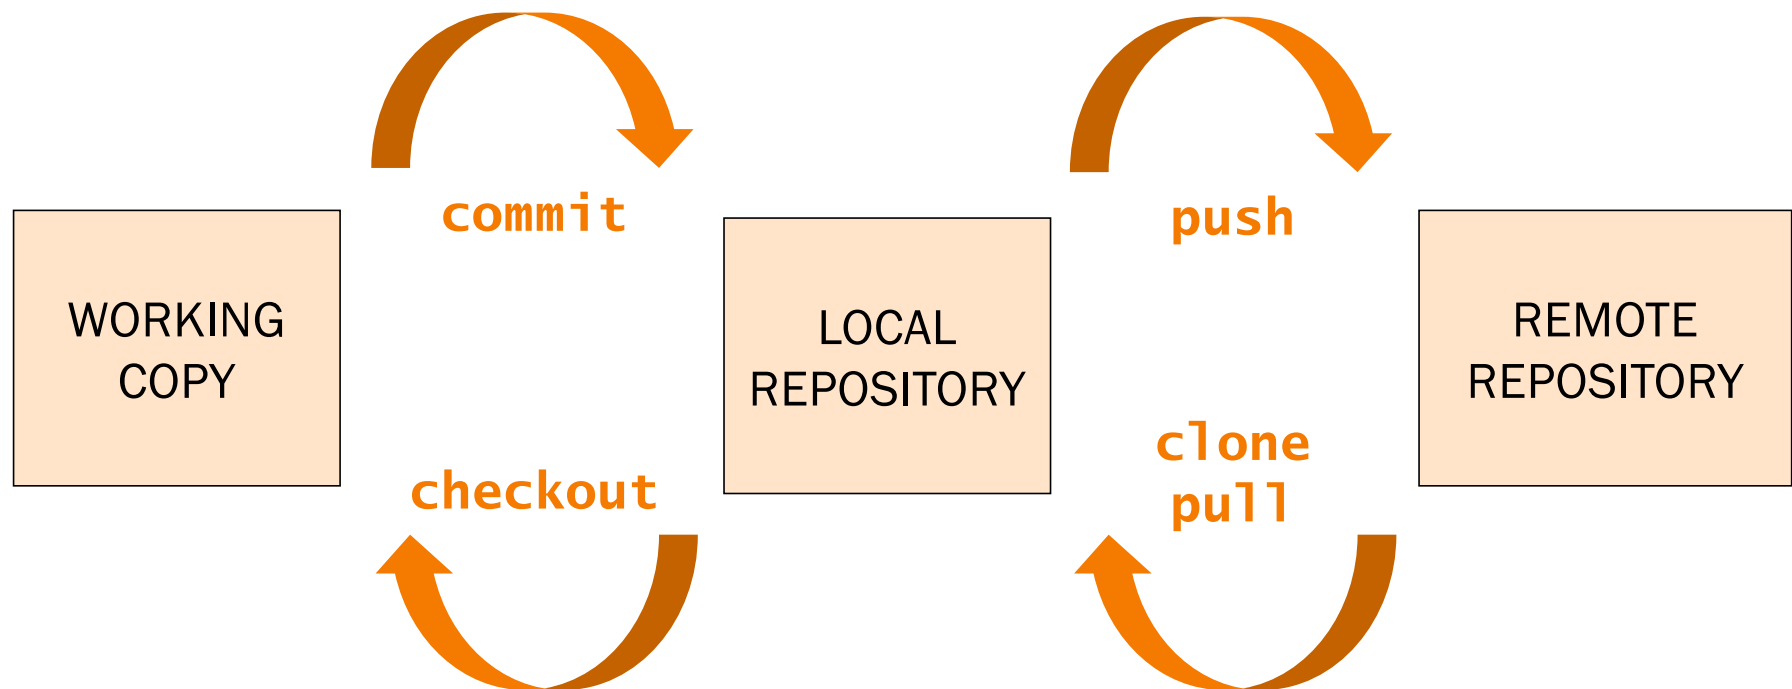 commit
push
WORKING
COPY
LOCAL
REPOSITORY
REMOTE
REPOSITORY
checkout
clone
pull